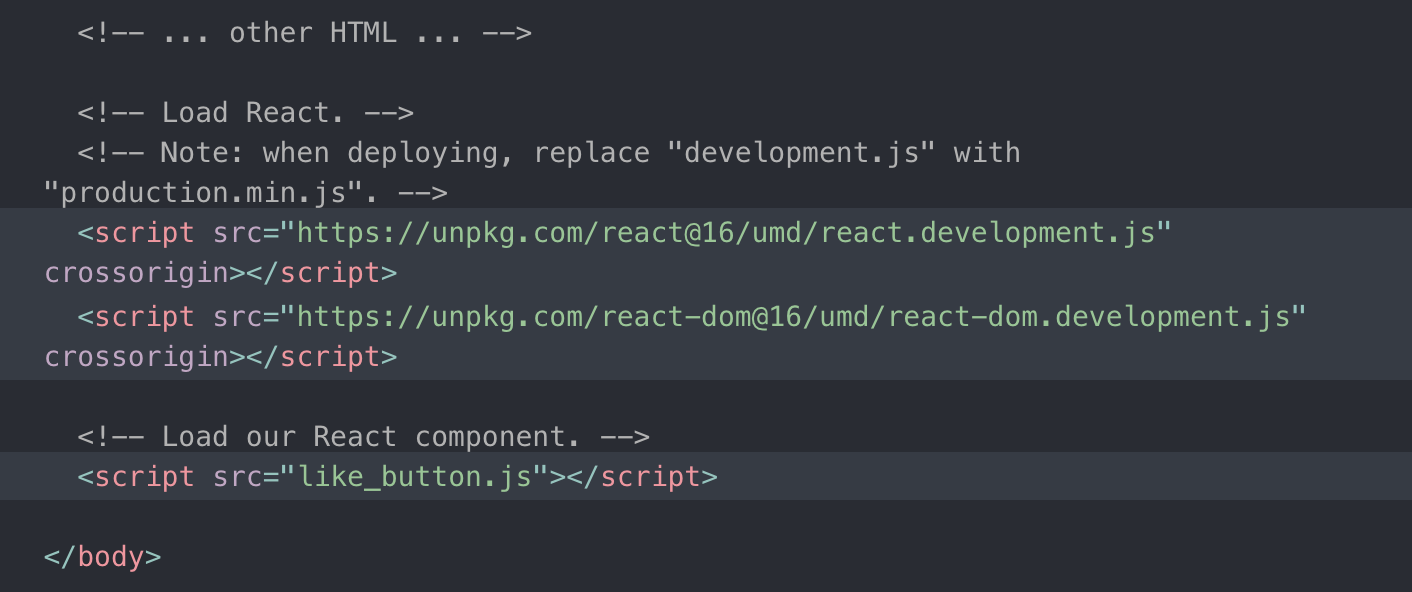 <!-- ... other HTML ... -->
<!-- Load React. -->
<!-- Note: when deploying, replace "development.js" with
"production.min.js". -->
<script src="https://unpkg.com/react@16/umd/react.development.js"
crossorigin></script>
<script src="https://unpkg.com/react-dom@16/umd/react-dom.development.js"
crossorigin></script>
<!-- Load our React component. -->
<script src="like_button.js"></script>
</body>